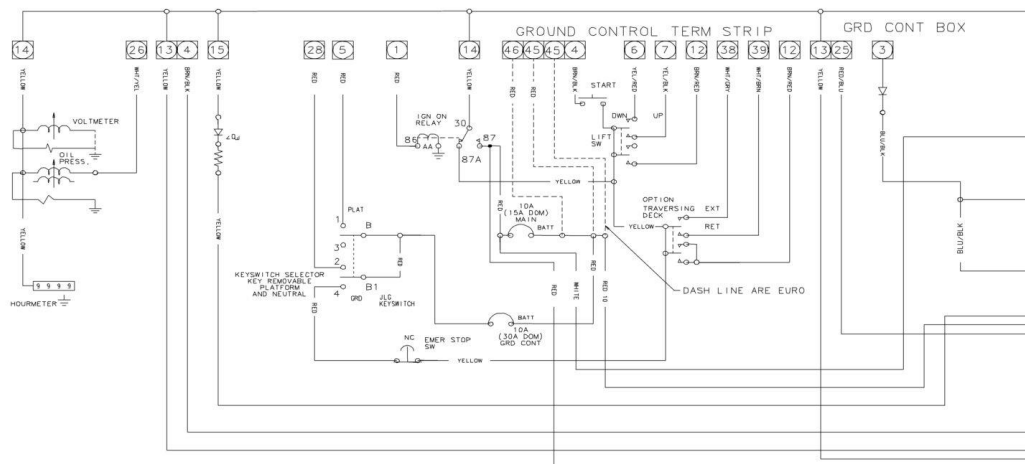 GROUND CONTROL TERM STRIP
GRD CONT BOX
14 26 13 4 15 28 5 1 14 46 45 45 4 6 7 12 38 39 12 13 25 3
YELLOW
WHT/YEL
YELLOW
BRN/BLK
YELLOW
RED
RED
RED
YELLOW
RED
RED
BRN/BLK
YEL/RED
YEL/BLK
BRN/RED
WHT/GRY
WHT/BRN
BRN/RED
YELLOW
RED/BLU
START
DWN UP
LIFT
SW
VOLTMETER
OIL
PRESS.
IGN ON
RELAY
30
86
AA
87
87A
YELLOW
BLU/BLK
YELLOW
YELLOW
HOURMETER
9 9 9 9
PLAT
1
B1
3
2
4
B1
GRD
JLG
KEYSWITCH
RED
KEYSWITCH SELECTOR
KEY REMOVABLE
PLATFORM
AND NEUTRAL
RED
RED
10A
(15A DOM)
MAIN
BATT
OPTION
TRAVERSING
DECK
EXT
RET
YELLOW
BLU/BLK
DASH LINE ARE EURO
RED
WHITE
RED
RED 10
BATT
10A
(30A DOM)
GRD CONT
NC
EMER STOP
SW
YELLOW